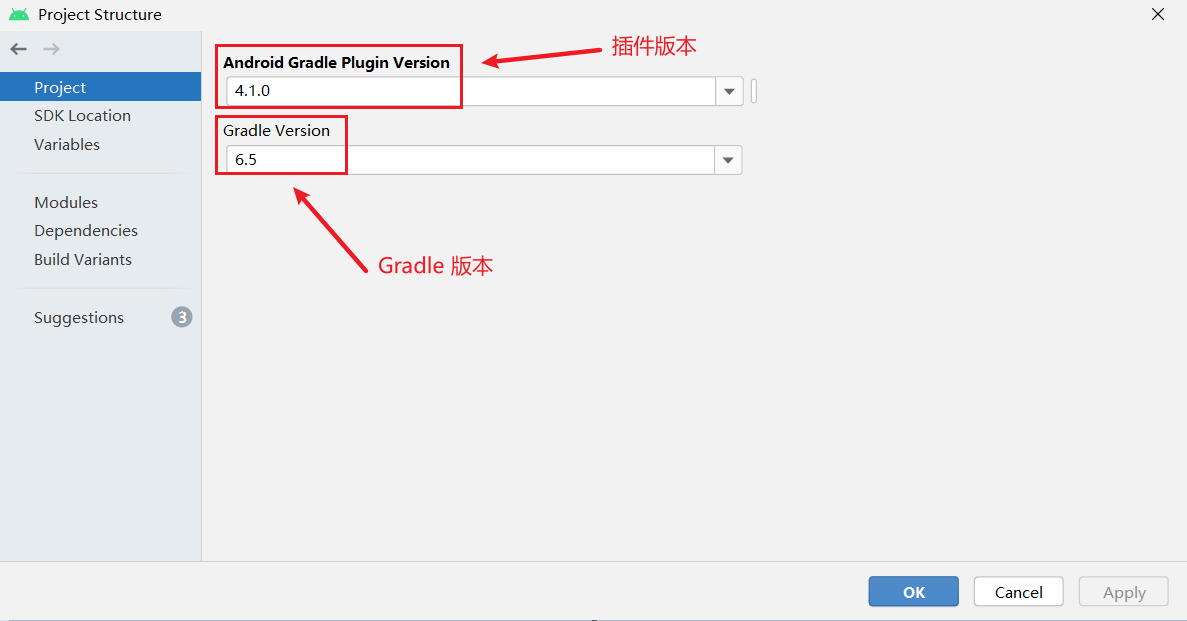 Project Structure
Project
SDK Location
Variables
Modules
Dependencies
Build Variants
Suggestions
3
Android Gradle Plugin Version
4.1.0
插件版本
Gradle Version
6.5
Gradle 版本
OK
Cancel
Apply